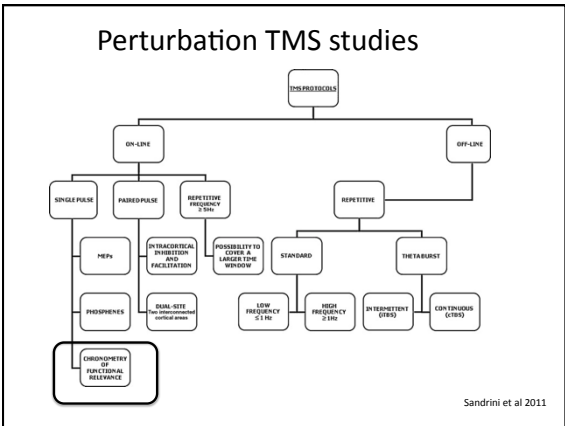 Perturbation TMS studies
TMS PROTOCOLS
ON-LINE
OFF-LINE
SINGLE PULSE
PAIRED PULSE
REPETITIVE
FREQUENCY
≥ 5Hz
REPETITIVE
MEPs
INTRACORTICAL
INHIBITION
AND
FACILITATION
POSSIBILITY TO
COVER A
LARGER TIME
WINDOW
STANDARD
THETA BURST
PHOSPHENES
DUAL-SITE
Two interconnected
cortical areas
LOW
FREQUENCY
≤ 1 Hz
HIGH
FREQUENCY
≥ 1Hz
INTERMITTENT
(iTBS)
CONTINUOUS
(cTBS)
CHRONOMETRY
OF
FUNCTIONAL
RELEVANCE
Sandrini et al 2011